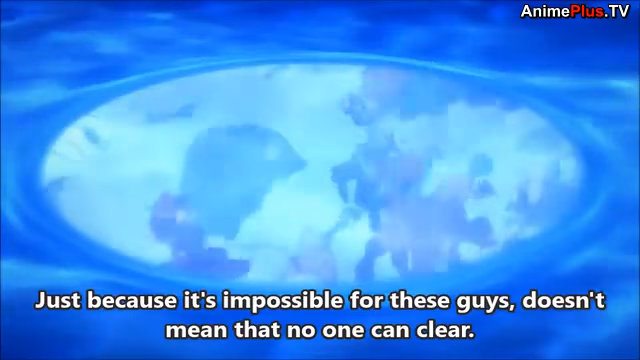 AnimePlus.TV
Just because it's impossible for these guys, doesn't
mean that no one can clear.